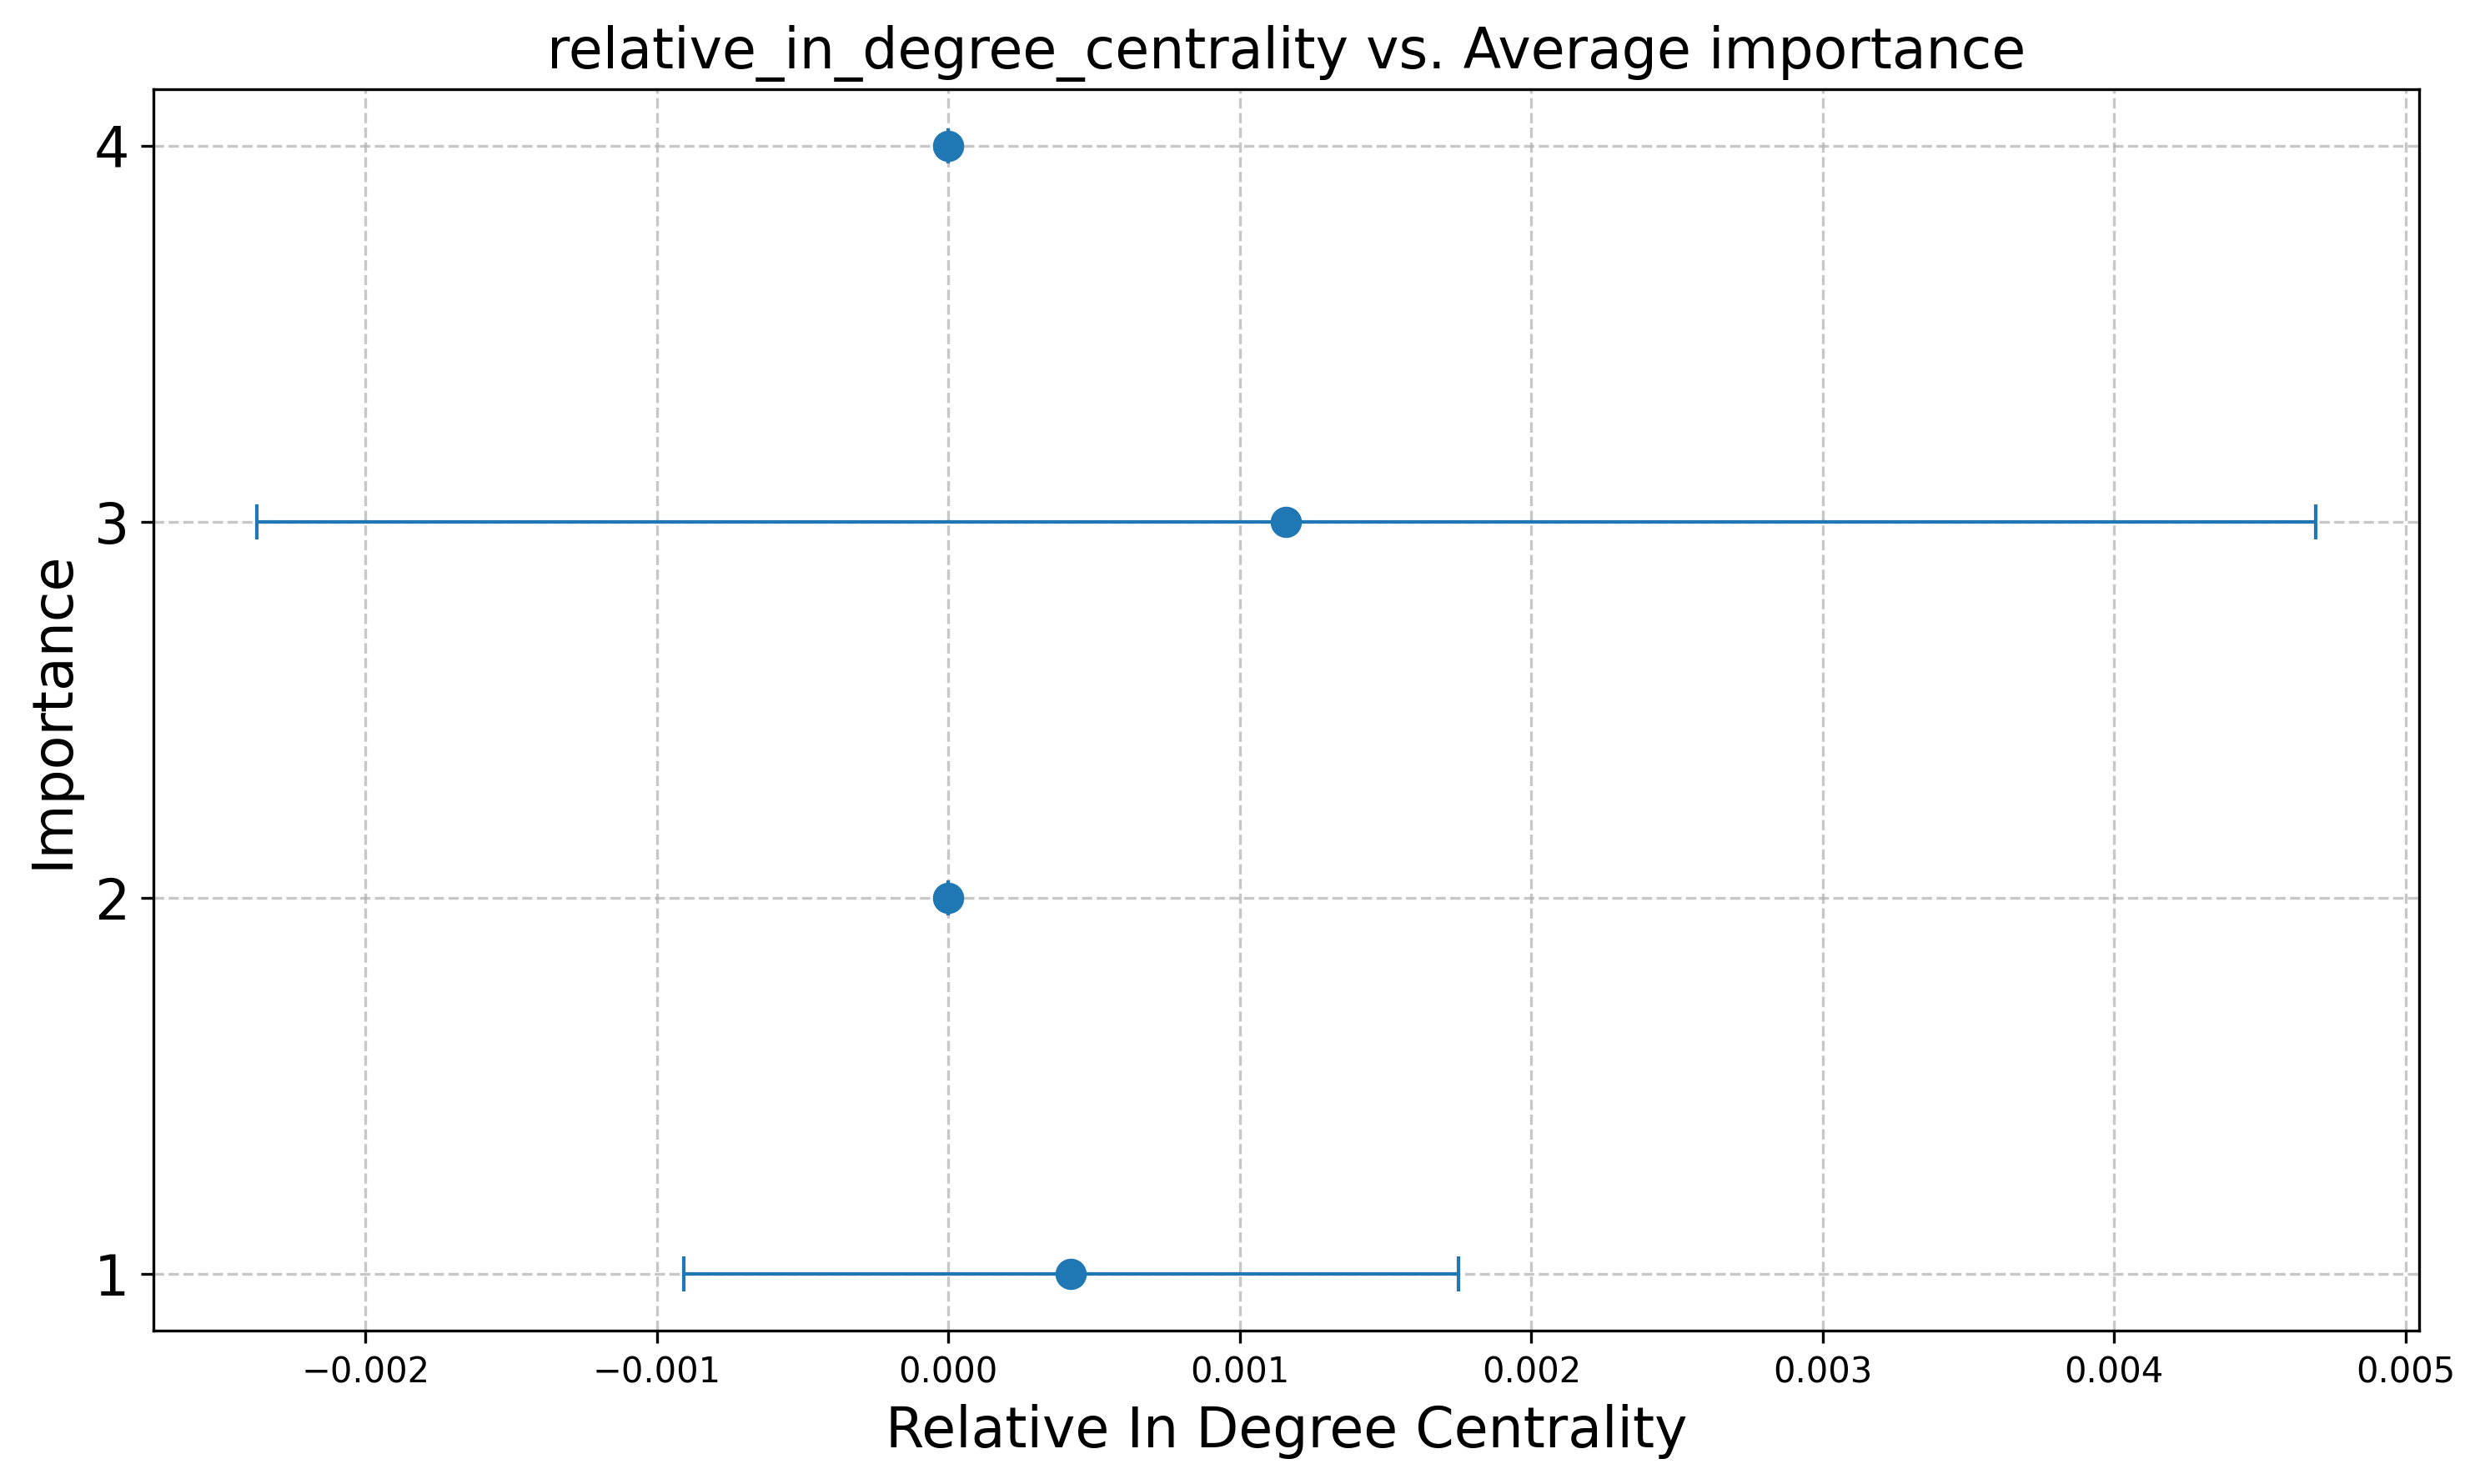 relative_in_degree_centrality vs. Average importance
4
3
2
1
Importance
−0.002 −0.001 0.000 0.001 0.002 0.003 0.004 0.005
Relative In Degree Centrality